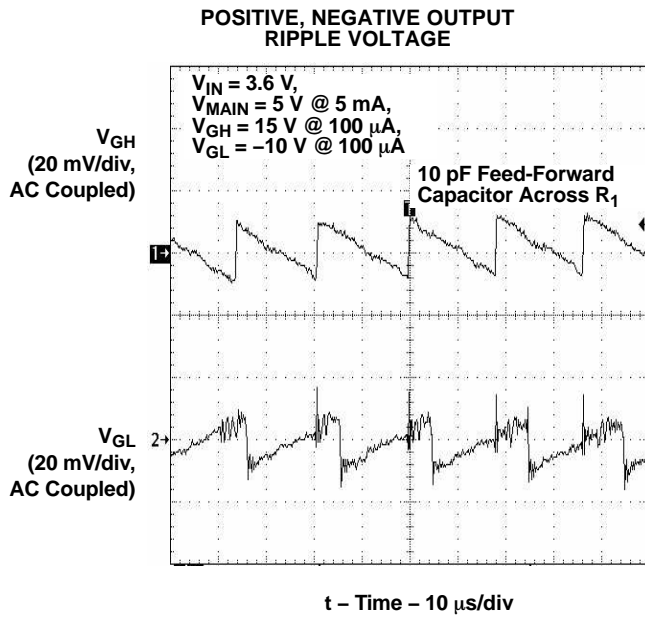 POSITIVE, NEGATIVE OUTPUT
RIPPLE VOLTAGE
VIN = 3.6 V,
VMAIN = 5 V @ 5 mA,
VGH = 15 V @ 100 μA,
VGL = –10 V @ 100 μA
VGH
(20 mV/div,
AC Coupled)
10 pF Feed-Forward
Capacitor Across R1
1
2
VGL
(20 mV/div,
AC Coupled)
t – Time – 10 μs/div